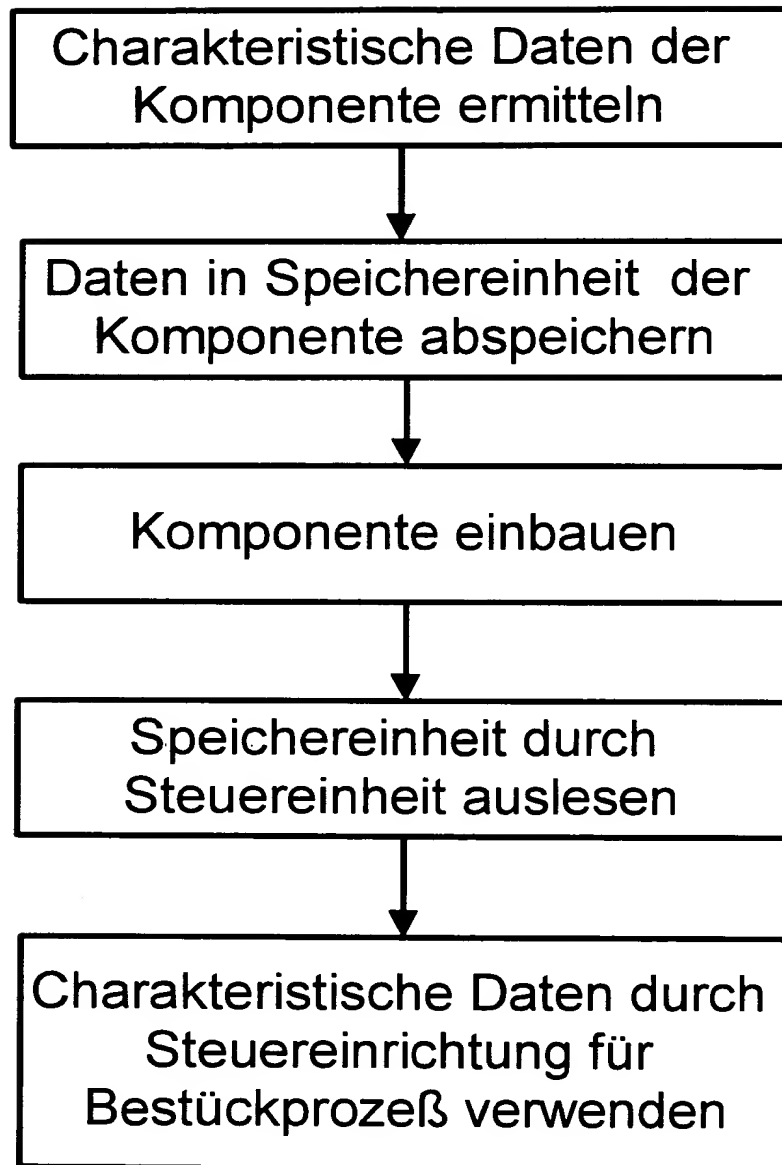 Charakteristische Daten der
Komponente ermitteln
Daten in Speichereinheit der
Komponente abspeichern
Komponente einbauen
Speichereinheit durch
Steuereinheit auslesen
Charakteristische Daten durch
Steuereinrichtung für
Bestückprozeß verwenden